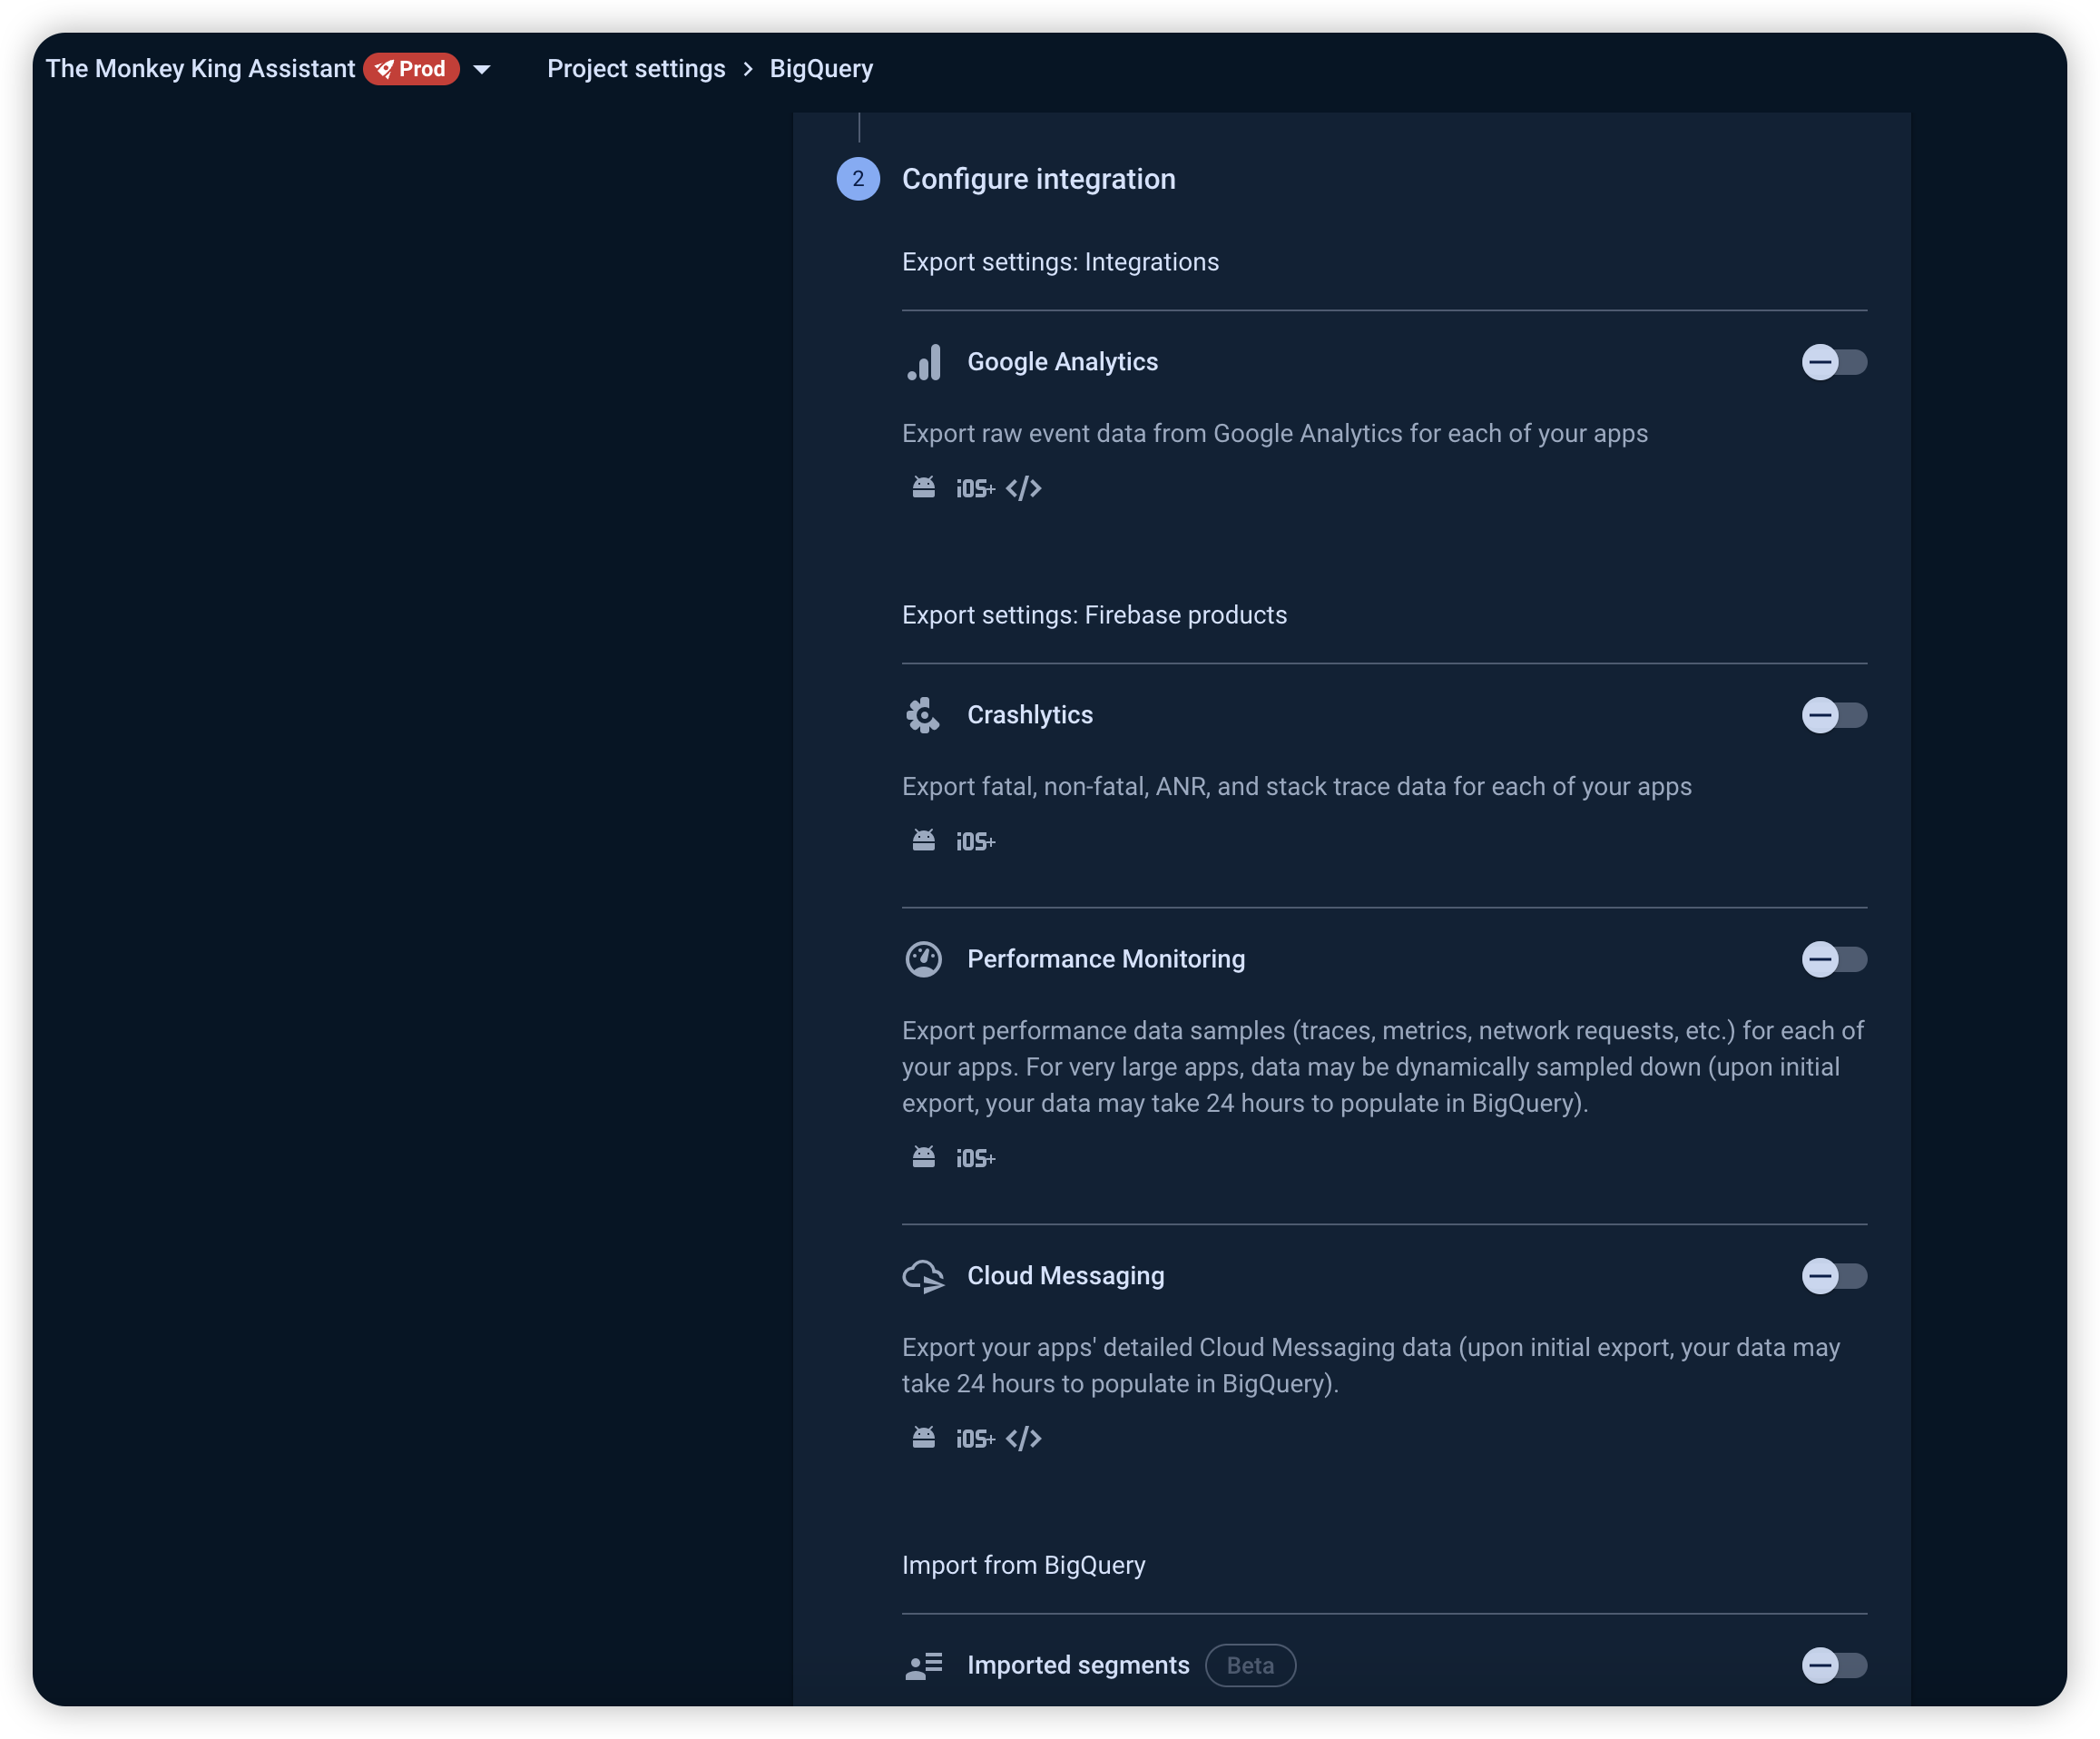 The Monkey King Assistant Prod Project settings > BigQuery
2 Configure integration
Export settings: Integrations
Google Analytics
Export raw event data from Google Analytics for each of your apps
iOS+ </>
Export settings: Firebase products
Crashlytics
Export fatal, non-fatal, ANR, and stack trace data for each of your apps
iOS+
Performance Monitoring
Export performance data samples (traces, metrics, network requests, etc.) for each of
your apps. For very large apps, data may be dynamically sampled down (upon initial
export, your data may take 24 hours to populate in BigQuery).
iOS+
Cloud Messaging
Export your apps' detailed Cloud Messaging data (upon initial export, your data may
take 24 hours to populate in BigQuery).
iOS+ </>
Import from BigQuery
Imported segments Beta